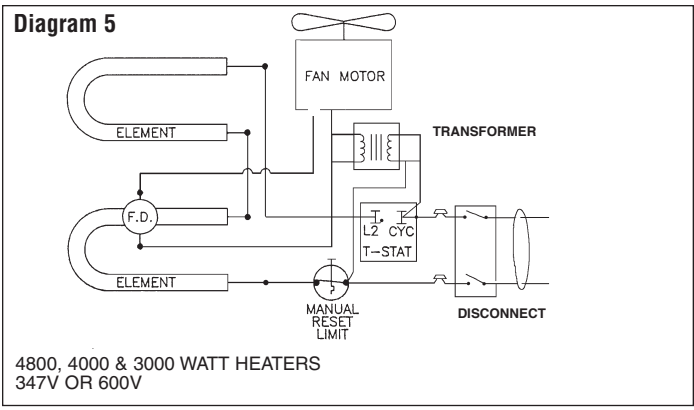 Diagram 5
FAN MOTOR
ELEMENT
TRANSFORMER
F.D.
L2 CYC
T-STAT
ELEMENT
MANUAL
RESET
LIMIT
DISCONNECT
4800, 4000 & 3000 WATT HEATERS
347V OR 600V